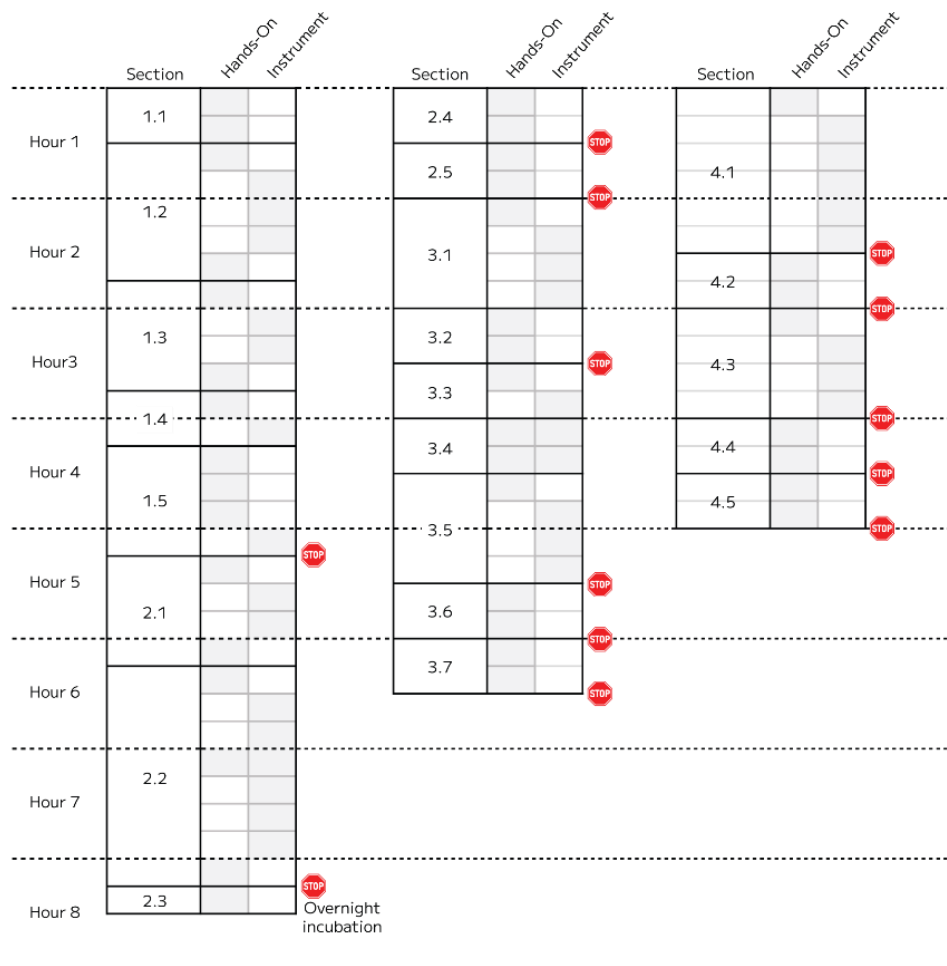 Section Hands-On Instrument Section Hands-On Instrument Section Hands-On Instrument
1.1 2.4
Hour 1 STOP
2.5 4.1
STOP
1.2
Hour 2 3.1 STOP
4.2
STOP
1.3 3.2
Hour3 STOP 4.3
3.3
1.4 STOP
3.4 4.4
Hour 4 STOP
1.5 4.5
3.5 STOP
STOP
Hour 5 STOP
2.1 3.6
STOP
3.7
Hour 6 STOP
2.2
Hour 7
STOP
2.3
Hour 8 Overnight
incubation